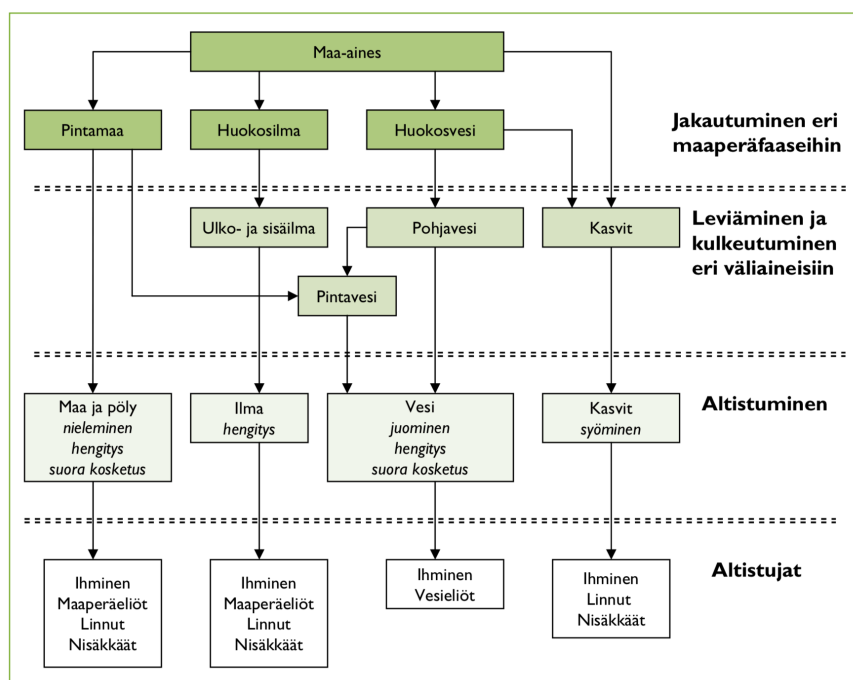 Maa-aines
Pintamaa
Huokosilma
Huokosvesi
Jakautuminen eri
maaperäfaaseihin
Ulko- ja sisäilma
Pohjavesi
Kasvit
Leviäminen ja
kulkeutuminen
eri väliaineisiin
Pintavesi
Maa ja pöly
nieleminen
hengitys
suora kosketus
Ilma
hengitys
Vesi
juominen
hengitys
suora kosketus
Kasvit
syöminen
Altistuminen
Ihminen
Maaperäeliöt
Linnut
Nisäkkäät
Ihminen
Maaperäeliöt
Linnut
Nisäkkäät
Ihminen
Vesieliöt
Ihminen
Linnut
Nisäkkäät
Altistujat